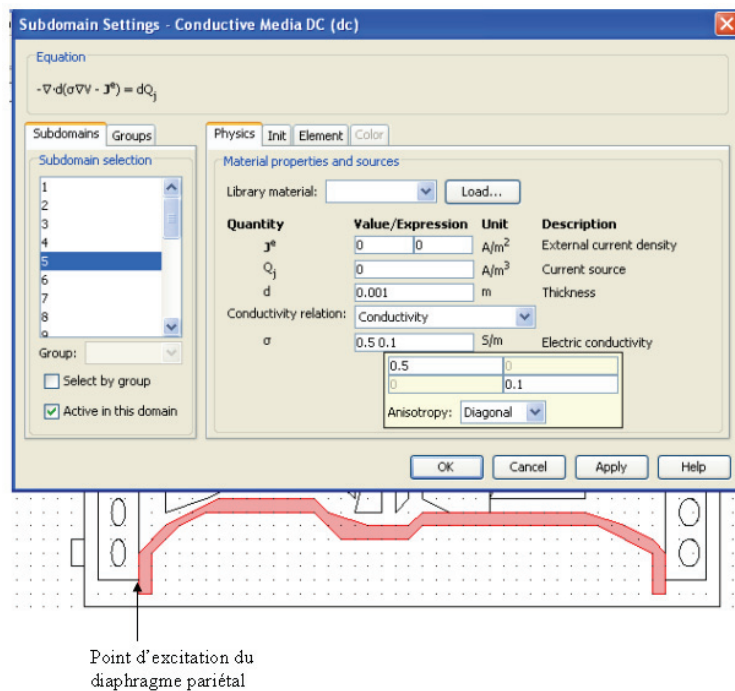 Subdomain Settings - Conductive Media DC (dc)
Equation
-∇·d(σ∇V - Jᵉ) = dQⱼ
Subdomains Groups
Subdomain selection
1
2
3
4
5
6
7
8
9
Group:
Select by group
Active in this domain
Physics Init Element Color
Material properties and sources
Library material: Load...
Quantity Value/Expression Unit Description
Jᵉ 0 0 A/m² External current density
Qⱼ 0 A/m³ Current source
d 0.001 m Thickness
Conductivity relation: Conductivity
σ 0.5 0.1 S/m Electric conductivity
0.5 0
0 0.1
Anisotropy: Diagonal
OK Cancel Apply Help
Point d'excitation du
diaphragme pariétal